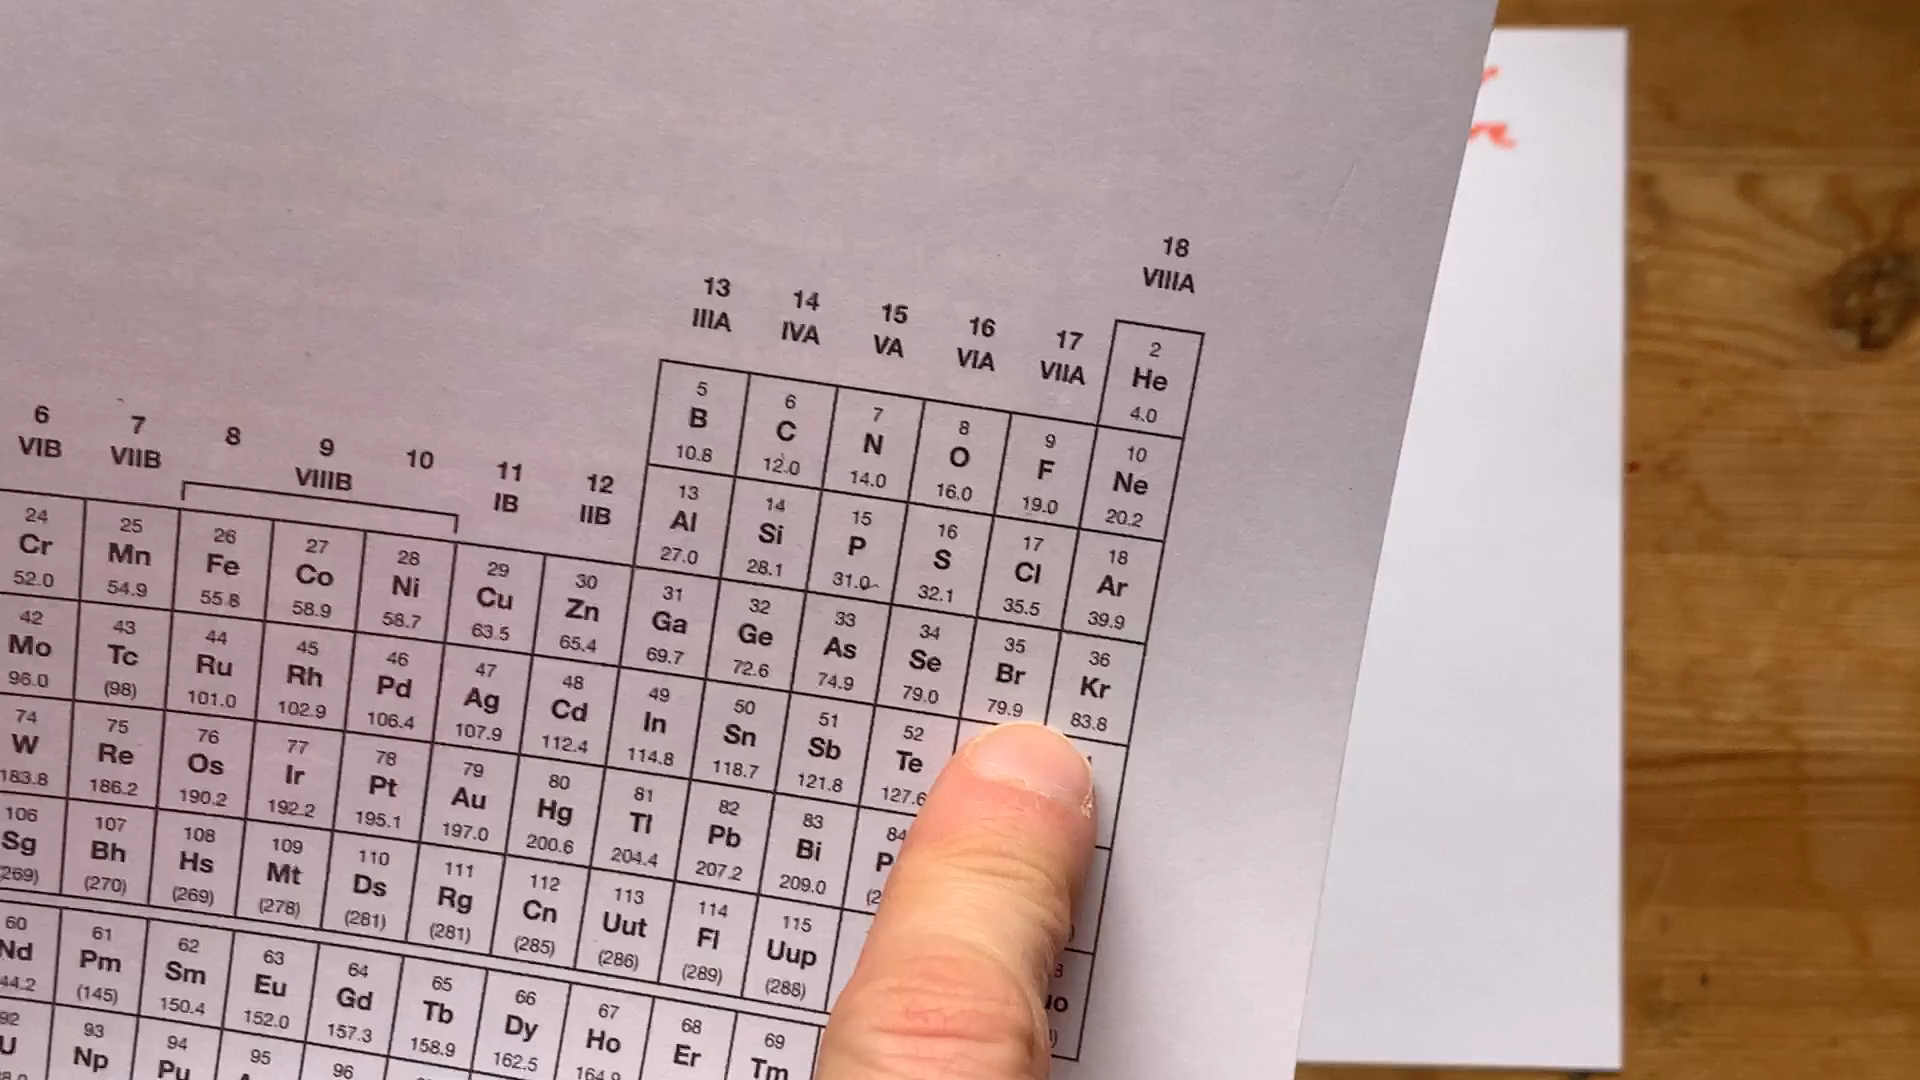 18
VIIIA
13 14 15 16 17
IIIA IVA VA VIA VIIA
2
He
4.0
6 7 8 9 10 11 12
VIB VIIB VIIIB IB IIB
5 6 7 8 9 10
B C N O F Ne
10.8 12.0 14.0 16.0 19.0 20.2
13 14 15 16 17 18
Al Si P S Cl Ar
27.0 28.1 31.0 32.1 35.5 39.9
24 25 26 27 28 29 30 31 32 33 34 35 36
Cr Mn Fe Co Ni Cu Zn Ga Ge As Se Br Kr
52.0 54.9 55.8 58.9 58.7 63.5 65.4 69.7 72.6 74.9 79.0 79.9 83.8
42 43 44 45 46 47 48 49 50 51 52
Mo Tc Ru Rh Pd Ag Cd In Sn Sb Te
96.0 (98) 101.0 102.9 106.4 107.9 112.4 114.8 118.7 121.8 127.6
74 75 76 77 78 79 80 81 82 83 84
W Re Os Ir Pt Au Hg Tl Pb Bi
183.8 186.2 190.2 192.2 195.1 197.0 200.6 204.4 207.2 209.0
106 107 108 109 110 111 112 113 114 115
Sg Bh Hs Mt Ds Rg Cn Uut Fl Uup
(269) (270) (269) (278) (281) (281) (285) (286) (289) (288)
60 61 62 63 64 65 66 67 68 69
Nd Pm Sm Eu Gd Tb Dy Ho Er Tm
44.2 (145) 150.4 152.0 157.3 158.9 162.5 164.9
92 93 94 95 96
U Np Pu